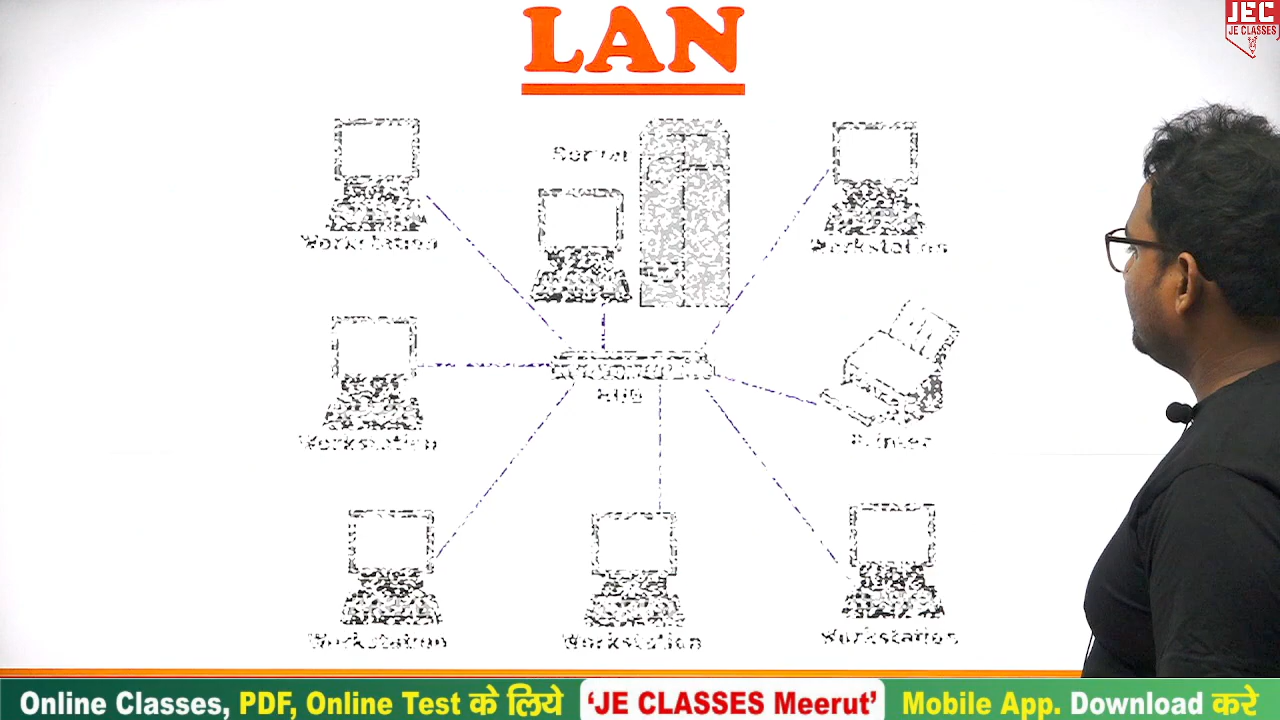 LAN
JEC
JE CLASSES
Server
Workstation
Workstation
HUB
Workstation
Printer
Workstation
Workstation
Workstation
Online Classes, PDF, Online Test के लिये 'JE CLASSES Meerut' Mobile App. Download करे